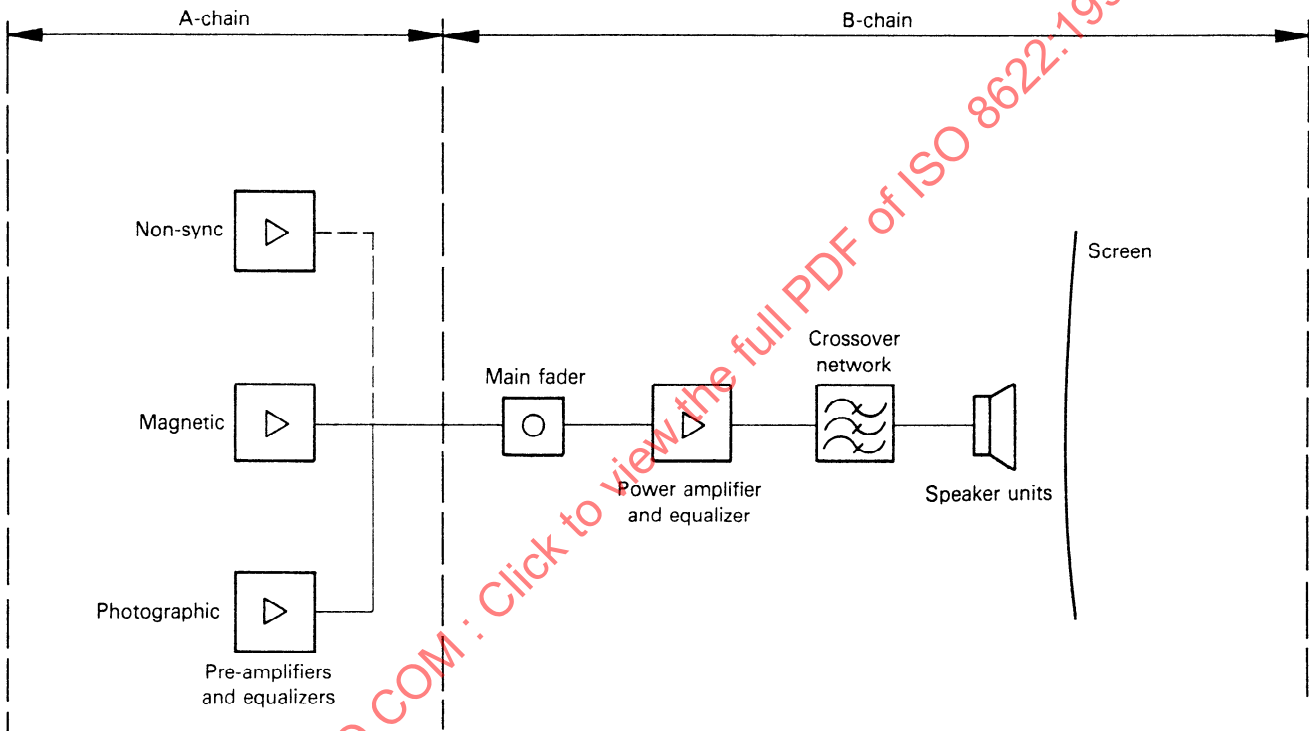 A-chain
B-chain
Non-sync
Screen
Crossover
network
Main fader
Magnetic
Power amplifier
and equalizer
Speaker units
Photographic
Pre-amplifiers
and equalizers
COM : Click to view the full PDF of ISO 8622:199